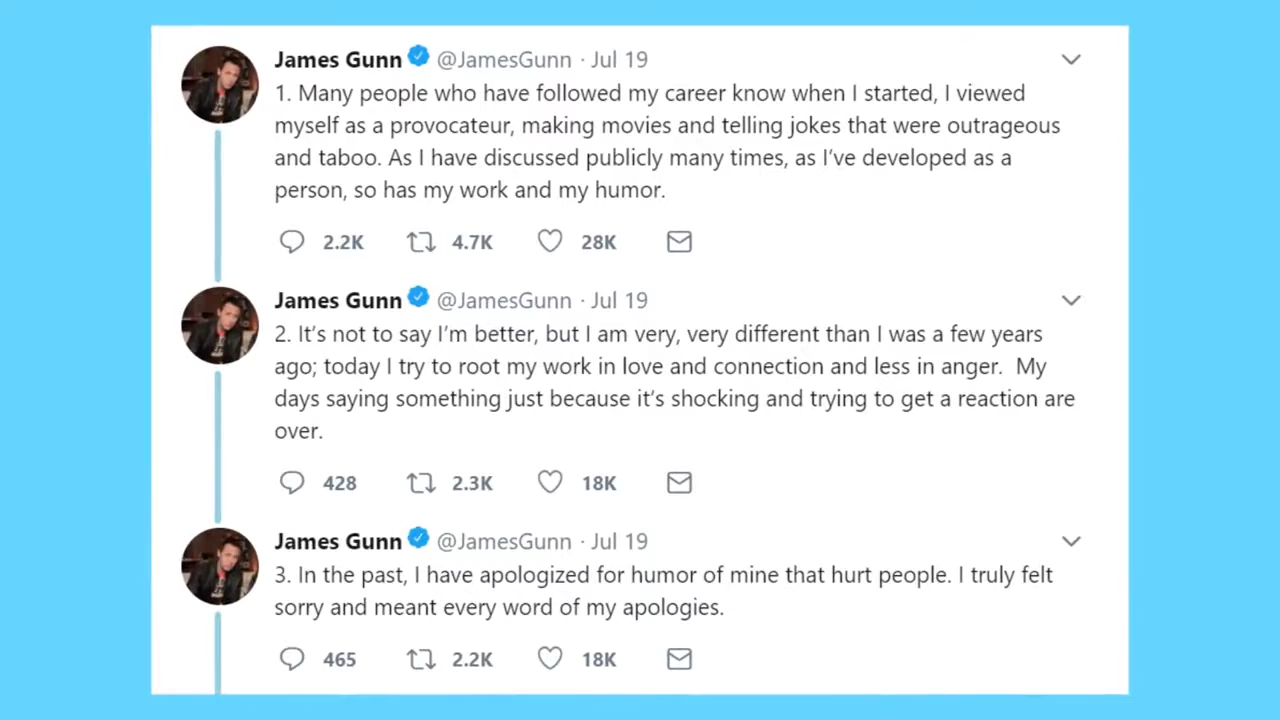 James Gunn @JamesGunn · Jul 19
1. Many people who have followed my career know when I started, I viewed
myself as a provocateur, making movies and telling jokes that were outrageous
and taboo. As I have discussed publicly many times, as I’ve developed as a
person, so has my work and my humor.
2.2K 4.7K 28K
James Gunn @JamesGunn · Jul 19
2. It’s not to say I’m better, but I am very, very different than I was a few years
ago; today I try to root my work in love and connection and less in anger.  My
days saying something just because it’s shocking and trying to get a reaction are
over.
428 2.3K 18K
James Gunn @JamesGunn · Jul 19
3. In the past, I have apologized for humor of mine that hurt people. I truly felt
sorry and meant every word of my apologies.
465 2.2K 18K